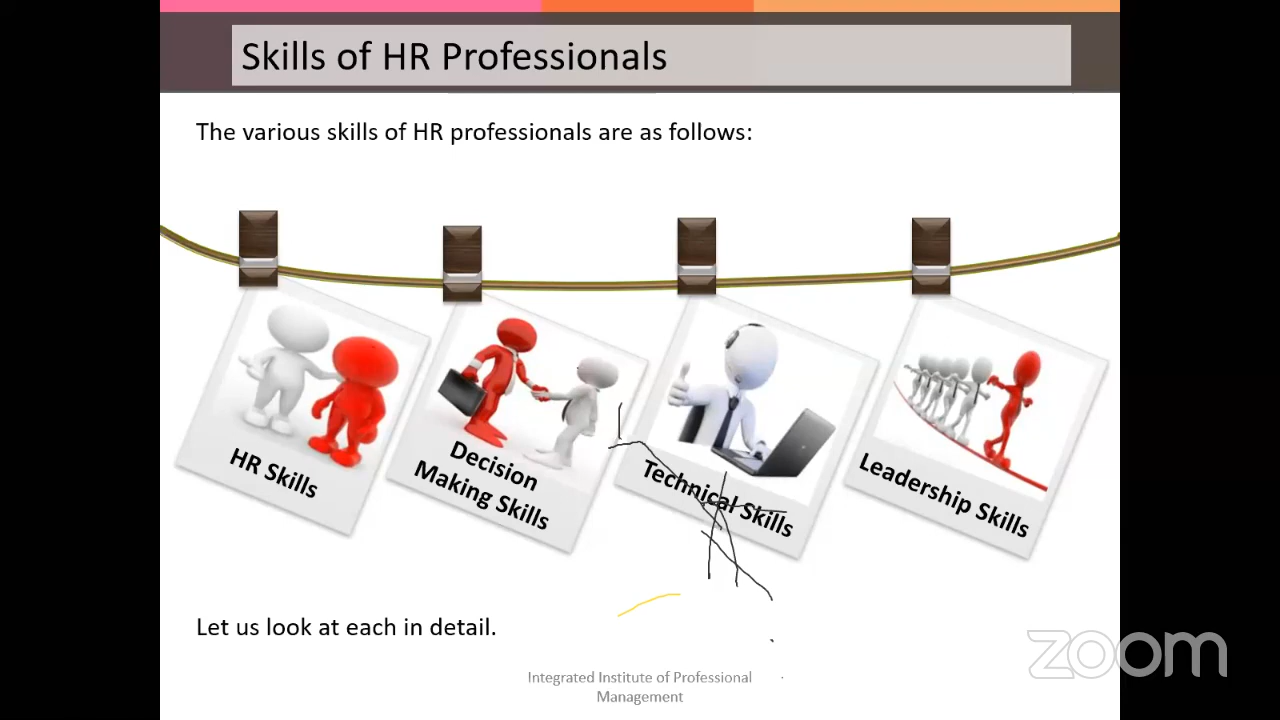 Skills of HR Professionals
The various skills of HR professionals are as follows:
HR Skills
Decision
Making Skills
Technical Skills
Leadership Skills
Let us look at each in detail.
Integrated Institute of Professional
Management
zoom